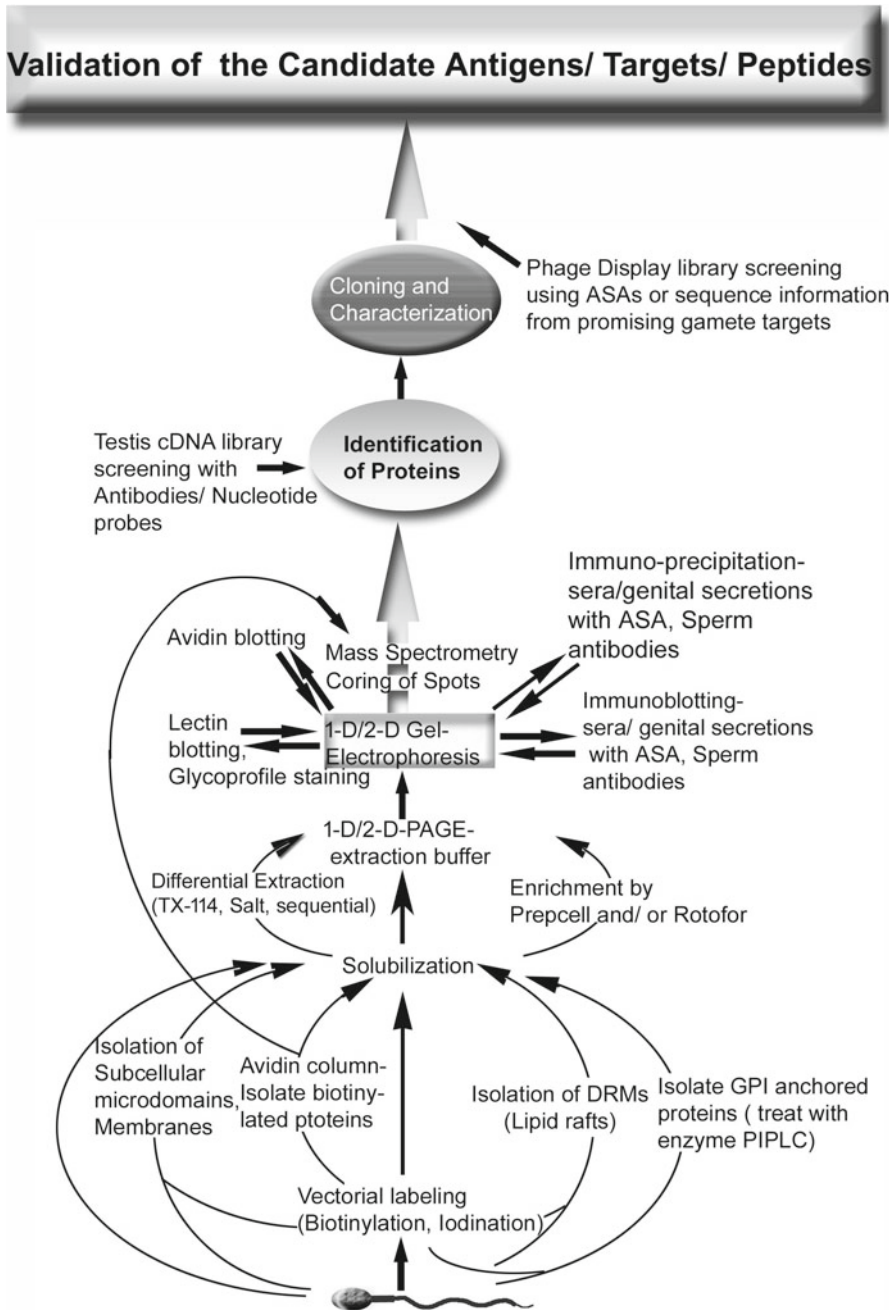 Validation of the Candidate Antigens/ Targets/ Peptides
Cloning and
Characterization
Phage Display library screening
using ASAs or sequence information
from promising gamete targets
Testis cDNA library
screening with
Antibodies/ Nucleotide
probes
Identification
of Proteins
Immuno-precipitation-
sera/genital secretions
with ASA, Sperm
antibodies
Avidin blotting
Mass Spectrometry
Coring of Spots
Lectin
blotting,
Glycoprofile staining
1-D/2-D Gel-
Electrophoresis
Immunoblotting-
sera/ genital secretions
with ASA, Sperm
antibodies
1-D/2-D-PAGE-
extraction buffer
Differential Extraction
(TX-114, Salt, sequential)
Enrichment by
Prepcell and/ or Rotofor
Solubilization
Isolation of
Subcellular
microdomains,
Membranes
Avidin column-
Isolate biotiny-
lated ptoteins
Isolation of DRMs
(Lipid rafts)
Isolate GPI anchored
proteins ( treat with
enzyme PIPLC)
Vectorial labeling
(Biotinylation, Iodination)